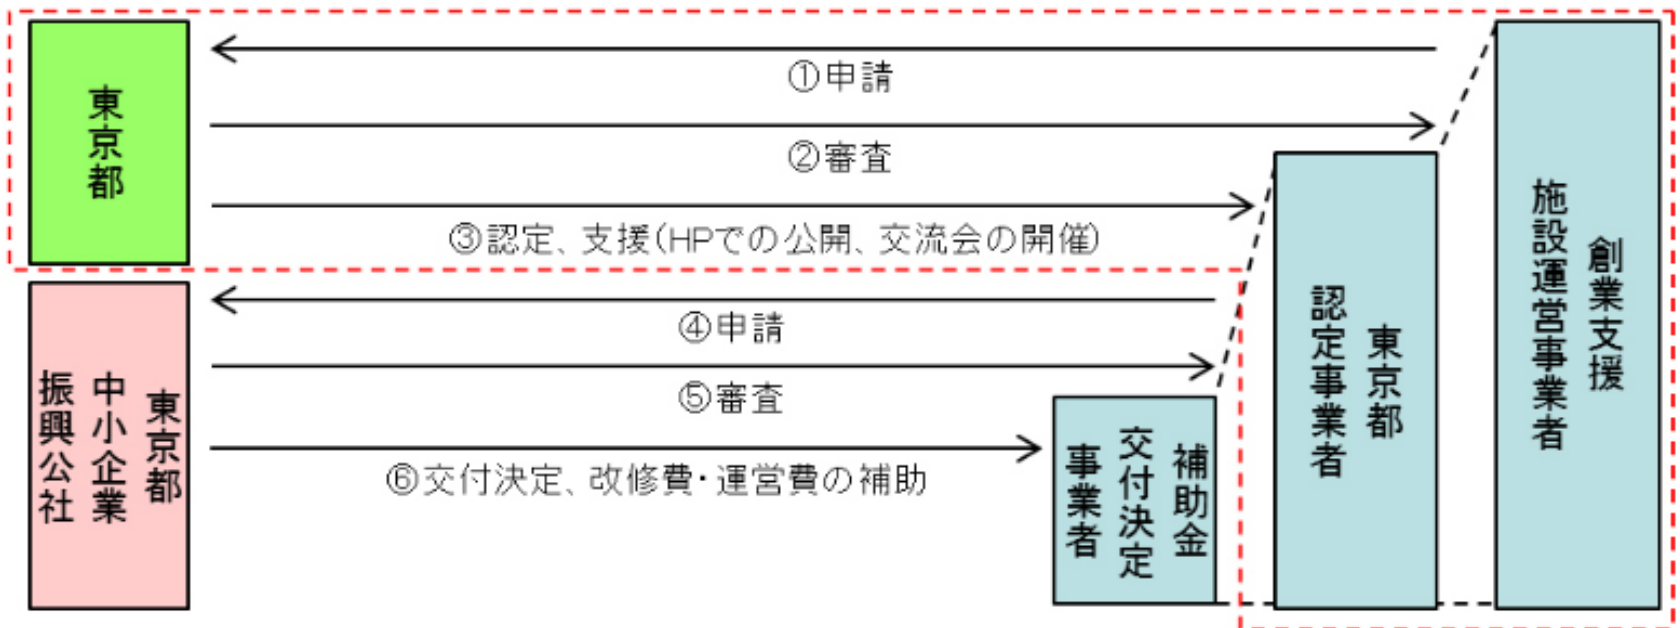 東京都
①申請
②審査
③認定、支援(HPでの公開、交流会の開催)
東京都
中小企業
振興公社
④申請
⑤審査
⑥交付決定、改修費・運営費の補助
補助金
交付決定
事業者
東京都
認定事業者
創業支援
施設運営事業者